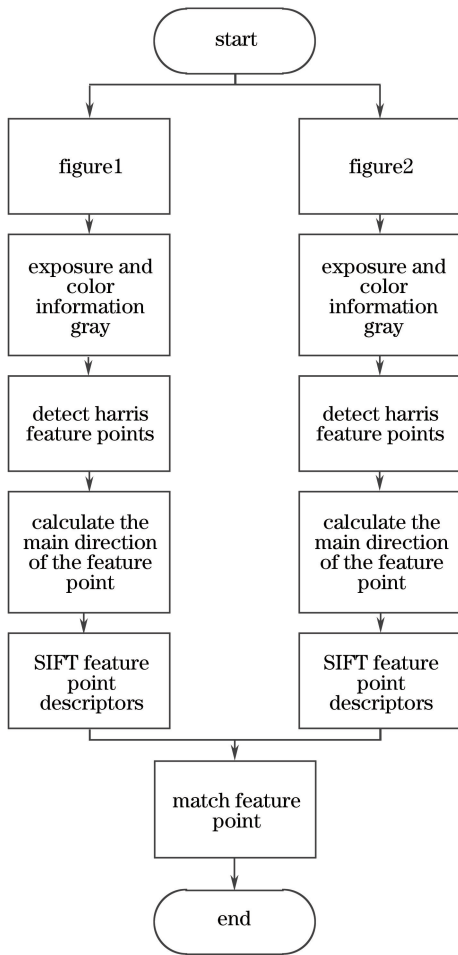 start
figure1
exposure and
color
information
gray
detect harris
feature points
calculate the
main direction
of the feature
point
SIFT feature
point
descriptors
figure2
exposure and
color
information
gray
detect harris
feature points
calculate the
main direction
of the feature
point
SIFT feature
point
descriptors
match feature
point
end